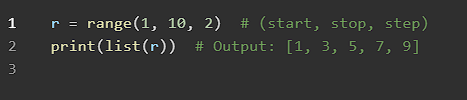 1 r = range(1, 10, 2)  # (start, stop, step)
2 print(list(r))  # Output: [1, 3, 5, 7, 9]
3